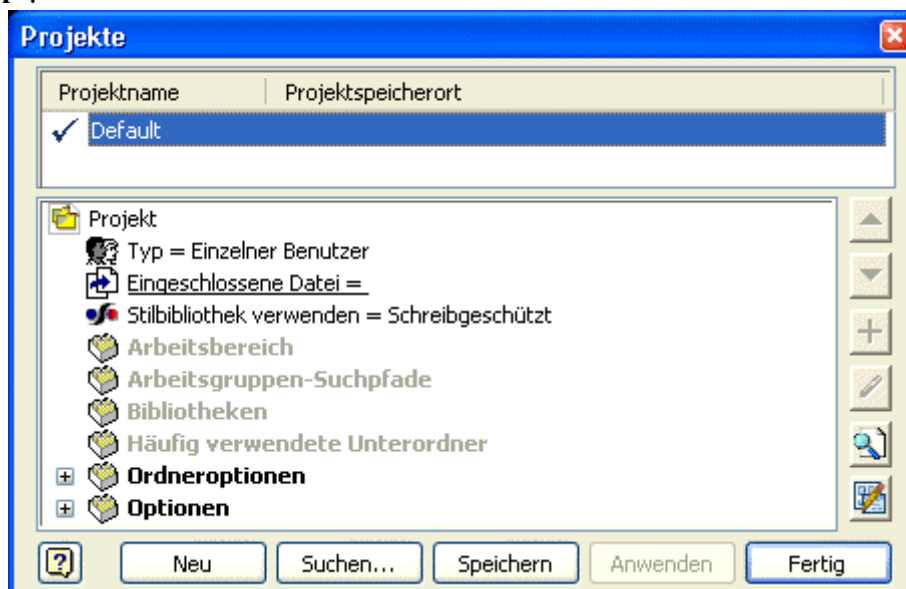 Projekte
Projektname Projektspeicherort
Default
Projekt
Typ = Einzelner Benutzer
Eingeschlossene Datei =
Stilbibliothek verwenden = Schreibgeschützt
Arbeitsbereich
Arbeitsgruppen-Suchpfade
Bibliotheken
Häufig verwendete Unterordner
Ordneroptionen
Optionen
Neu Suchen... Speichern Anwenden Fertig